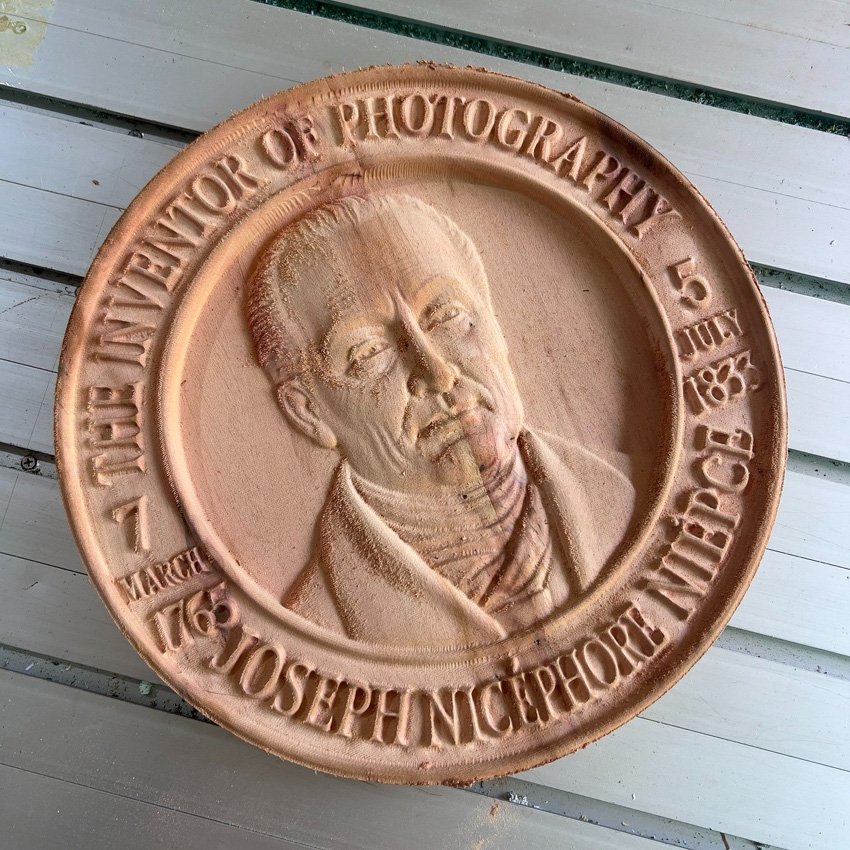 THE INVENTOR OF PHOTOGRAPHY
5
JULY
1833
7
MARCH
1765
JOSEPH NICÉPHORE NIÉPCE